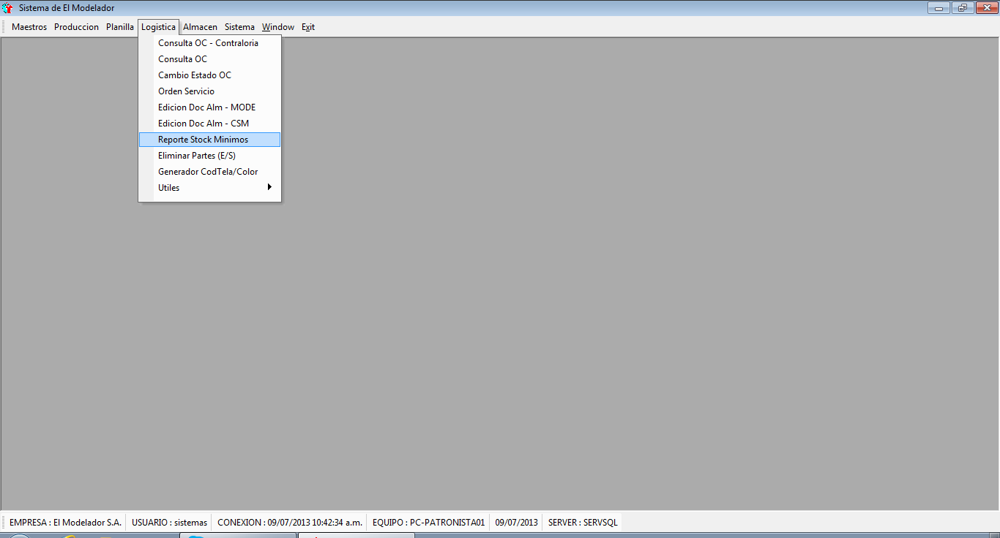 Sistema de El Modelador
Maestros Produccion Planilla Logistica Almacen Sistema Window Exit
Consulta OC - Contraloria
Consulta OC
Cambio Estado OC
Orden Servicio
Edicion Doc Alm - MODE
Edicion Doc Alm - CSM
Reporte Stock Minimos
Eliminar Partes (E/S)
Generador CodTela/Color
Utiles
EMPRESA : El Modelador S.A. USUARIO : sistemas CONEXION : 09/07/2013 10:42:34 a.m. EQUIPO : PC-PATRONISTA01 09/07/2013 SERVER : SERVSQL